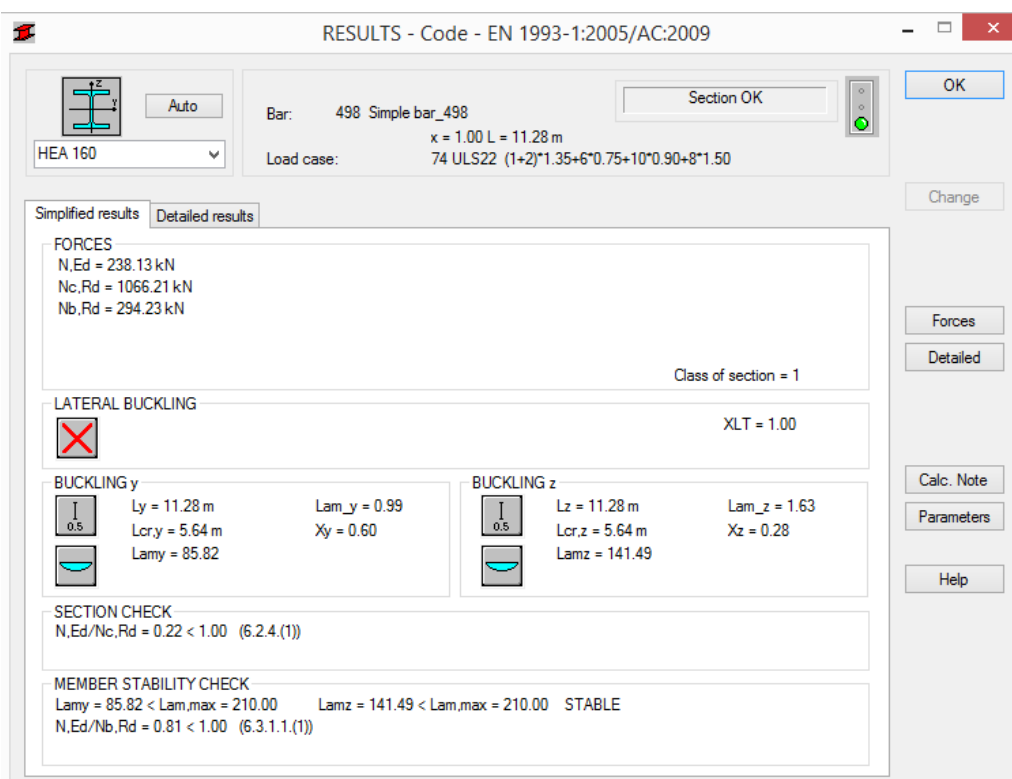 RESULTS - Code - EN 1993-1:2005/AC:2009
z
y
Auto
HEA 160
Bar: 498 Simple bar_498
Section OK
x = 1.00 L = 11.28 m
Load case: 74 ULS22 (1+2)*1.35+6*0.75+10*0.90+8*1.50
OK
Change
Simplified results Detailed results
FORCES
N,Ed = 238.13 kN
Nc,Rd = 1066.21 kN
Nb,Rd = 294.23 kN
Class of section = 1
Forces
Detailed
LATERAL BUCKLING
XLT = 1.00
BUCKLING y
0.5
Ly = 11.28 m Lam_y = 0.99
Lcr,y = 5.64 m Xy = 0.60
Lamy = 85.82
BUCKLING z
0.5
Lz = 11.28 m Lam_z = 1.63
Lcr,z = 5.64 m Xz = 0.28
Lamz = 141.49
Calc. Note
Parameters
Help
SECTION CHECK
N,Ed/Nc,Rd = 0.22 < 1.00 (6.2.4.(1))
MEMBER STABILITY CHECK
Lamy = 85.82 < Lam,max = 210.00 Lamz = 141.49 < Lam,max = 210.00 STABLE
N,Ed/Nb,Rd = 0.81 < 1.00 (6.3.1.1.(1))